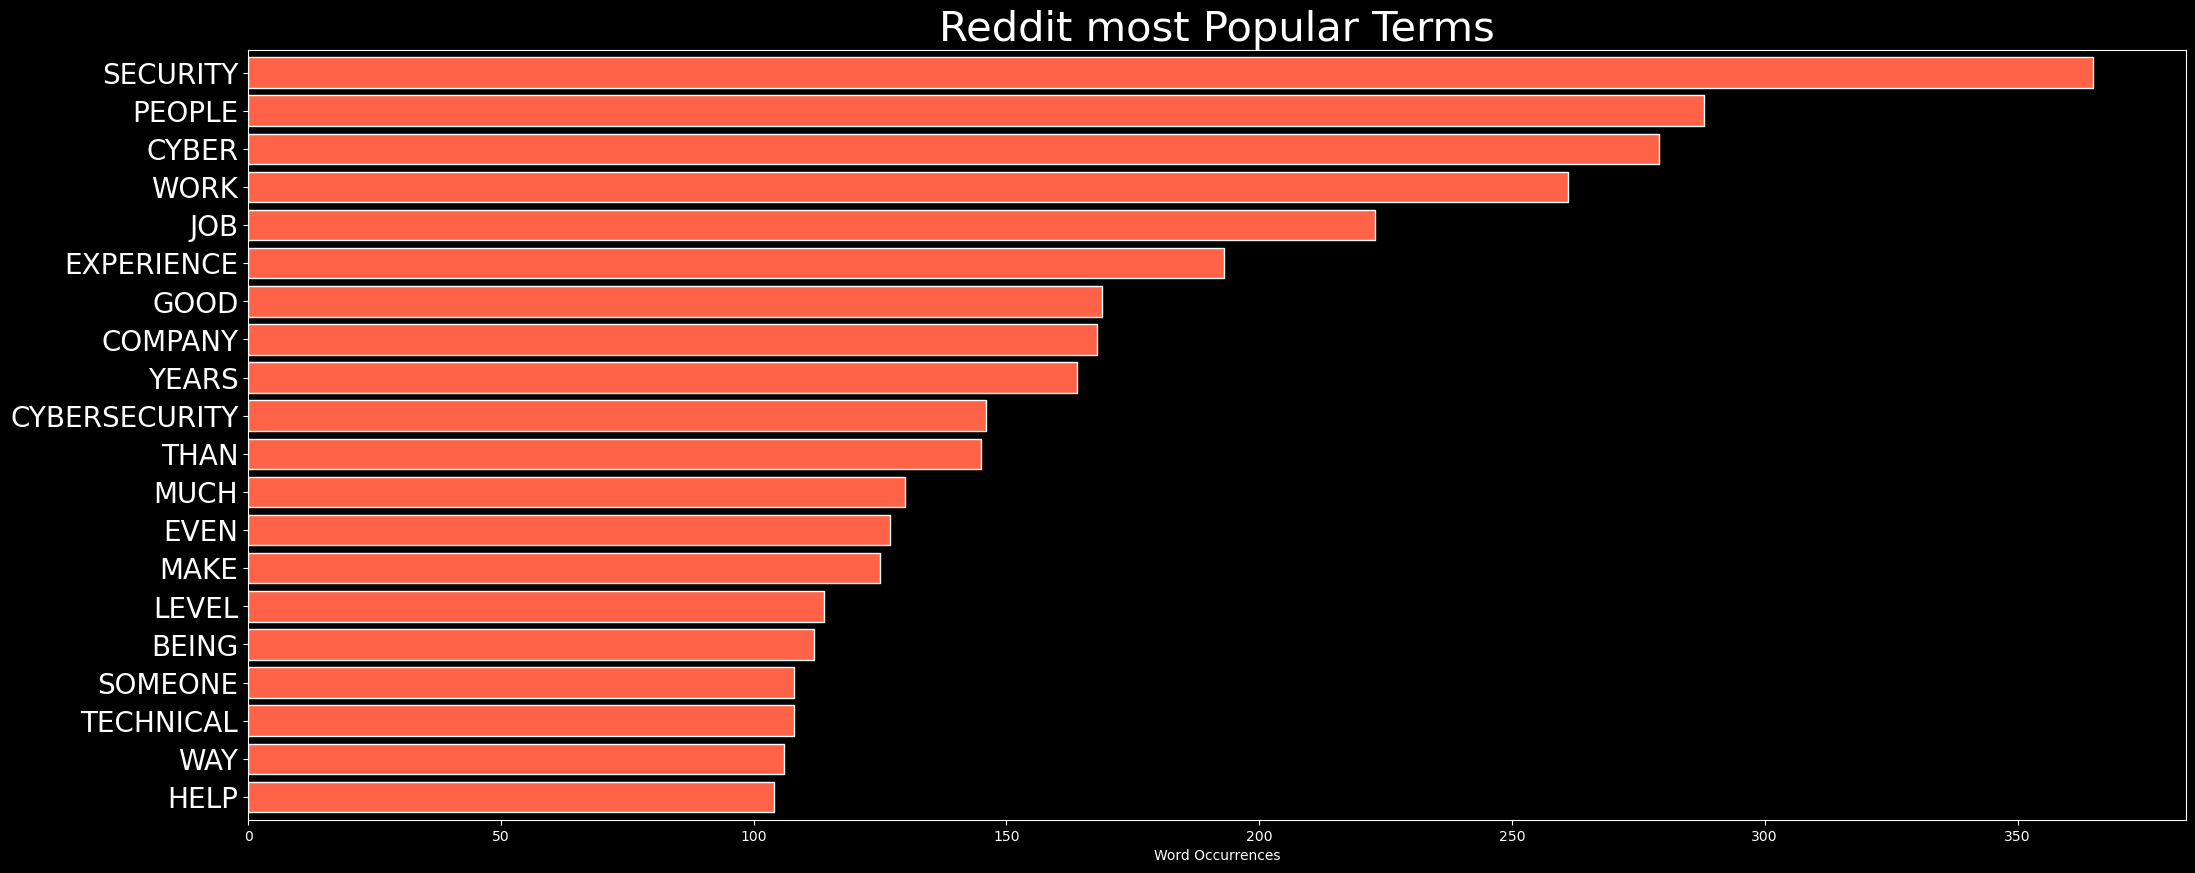 Reddit most Popular Terms
SECURITY
PEOPLE
CYBER
WORK
JOB
EXPERIENCE
GOOD
COMPANY
YEARS
CYBERSECURITY
THAN
MUCH
EVEN
MAKE
LEVEL
BEING
SOMEONE
TECHNICAL
WAY
HELP
0 50 100 150 200 250 300 350
Word Occurrences